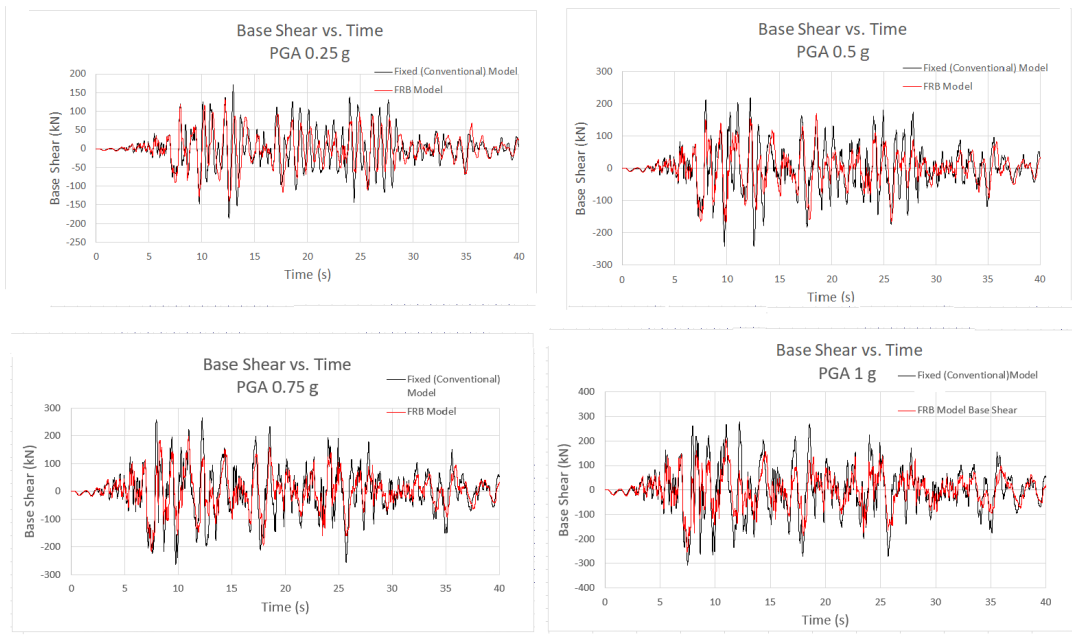 Base Shear vs. Time
PGA 0.25 g
Fixed (Conventional) Model
FRB Model
200
150
100
50
0
-50
-100
-150
-200
-250
Base Shear (kN)
0 5 10 15 20 25 30 35 40
Time (s)
Base Shear vs. Time
PGA 0.5 g
Fixed (Conventional) Model
FRB Model
300
200
100
0
-100
-200
-300
Base Shear (kN)
0 5 10 15 20 25 30 35 40
Time (s)
Base Shear vs. Time
PGA 0.75 g
Fixed (Conventional)
Model
FRB Model
300
200
100
0
-100
-200
-300
Base Shear (kN)
0 5 10 15 20 25 30 35 40
Time (s)
Base Shear vs. Time
PGA 1 g
Fixed (Conventional)Model
FRB Model Base Shear
400
300
200
100
0
-100
-200
-300
-400
Base Shear (kN)
0 5 10 15 20 25 30 35 40
Time (s)